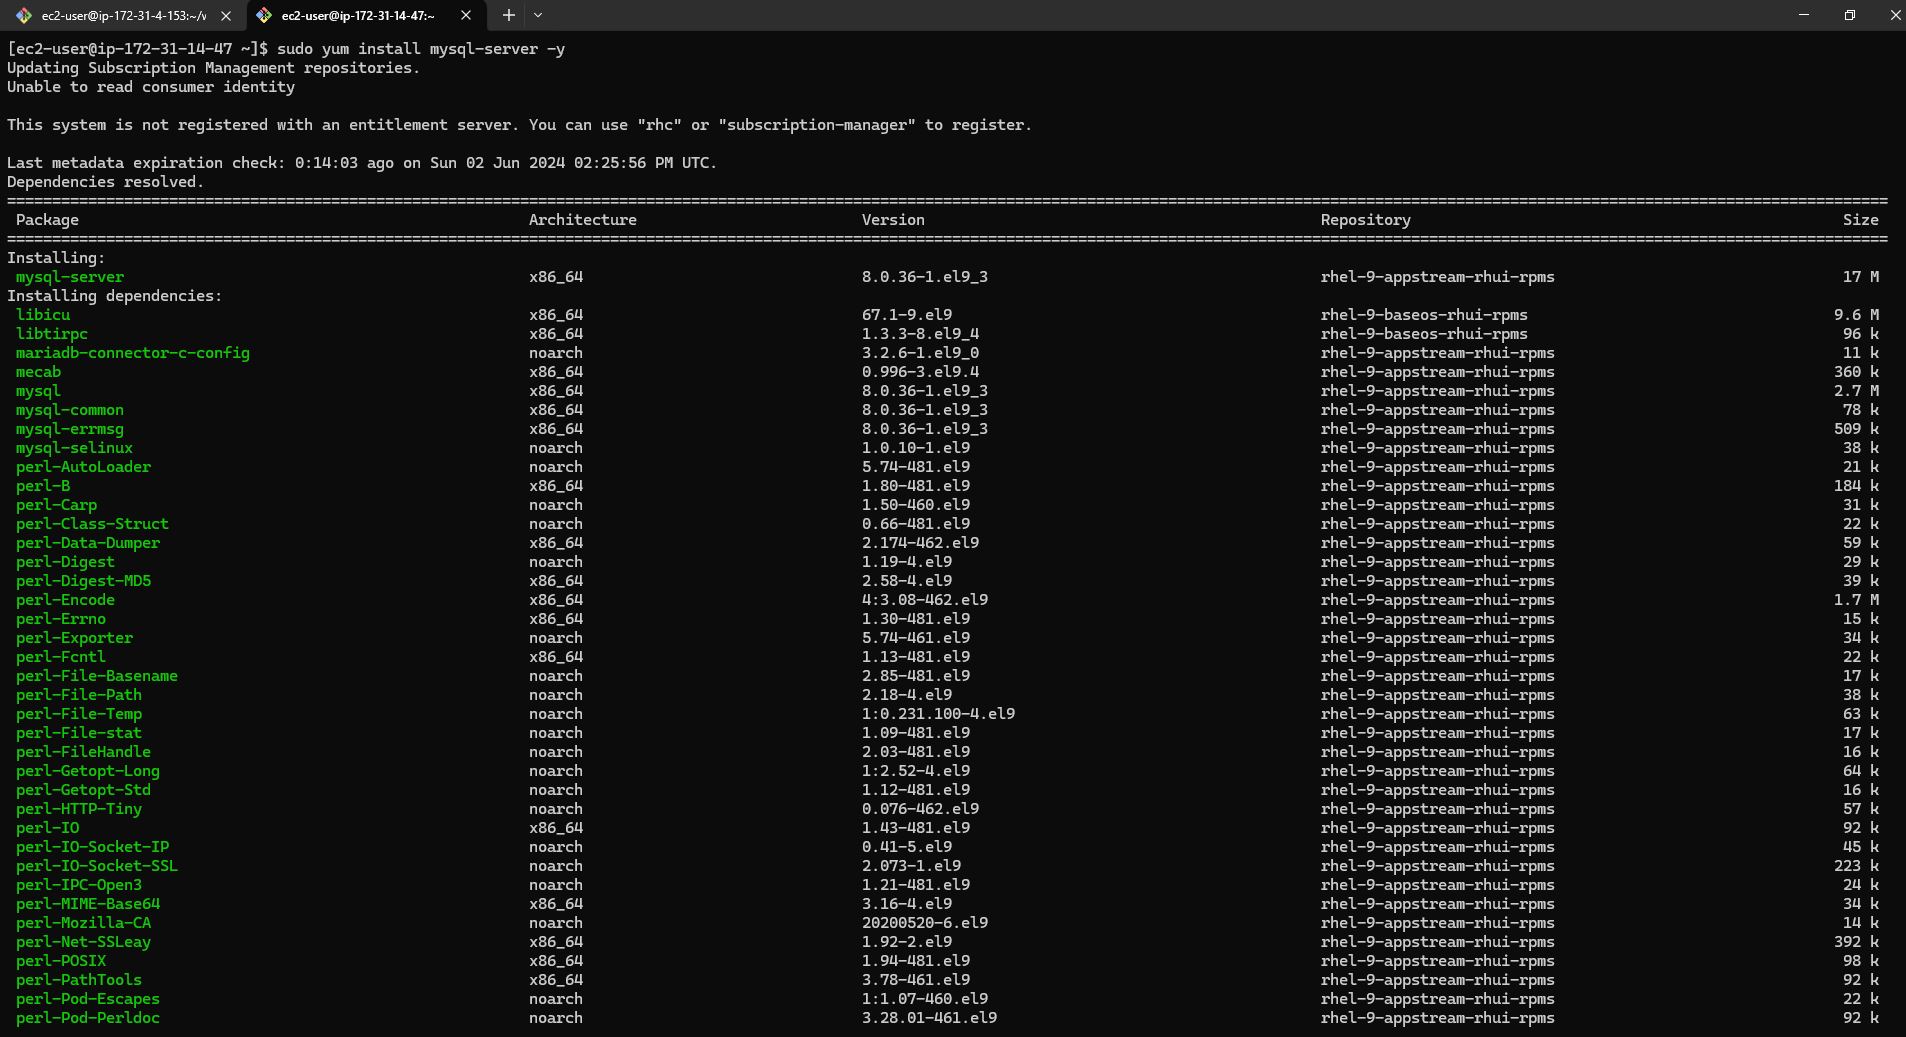 ec2-user@ip-172-31-4-153:~/v ec2-user@ip-172-31-14-47:~
[ec2-user@ip-172-31-14-47 ~]$ sudo yum install mysql-server -y
Updating Subscription Management repositories.
Unable to read consumer identity
This system is not registered with an entitlement server. You can use "rhc" or "subscription-manager" to register.
Last metadata expiration check: 0:14:03 ago on Sun 02 Jun 2024 02:25:56 PM UTC.
Dependencies resolved.
Package Architecture Version Repository Size
Installing:
mysql-server x86_64 8.0.36-1.el9_3 rhel-9-appstream-rhui-rpms 17 M
Installing dependencies:
libicu x86_64 67.1-9.el9 rhel-9-baseos-rhui-rpms 9.6 M
libtirpc x86_64 1.3.3-8.el9_4 rhel-9-baseos-rhui-rpms 96 k
mariadb-connector-c-config noarch 3.2.6-1.el9_0 rhel-9-appstream-rhui-rpms 11 k
mecab x86_64 0.996-3.el9.4 rhel-9-appstream-rhui-rpms 360 k
mysql x86_64 8.0.36-1.el9_3 rhel-9-appstream-rhui-rpms 2.7 M
mysql-common x86_64 8.0.36-1.el9_3 rhel-9-appstream-rhui-rpms 78 k
mysql-errmsg x86_64 8.0.36-1.el9_3 rhel-9-appstream-rhui-rpms 509 k
mysql-selinux noarch 1.0.10-1.el9 rhel-9-appstream-rhui-rpms 38 k
perl-AutoLoader noarch 5.74-481.el9 rhel-9-appstream-rhui-rpms 21 k
perl-B x86_64 1.80-481.el9 rhel-9-appstream-rhui-rpms 184 k
perl-Carp noarch 1.50-460.el9 rhel-9-appstream-rhui-rpms 31 k
perl-Class-Struct noarch 0.66-481.el9 rhel-9-appstream-rhui-rpms 22 k
perl-Data-Dumper x86_64 2.174-462.el9 rhel-9-appstream-rhui-rpms 59 k
perl-Digest noarch 1.19-4.el9 rhel-9-appstream-rhui-rpms 29 k
perl-Digest-MD5 x86_64 2.58-4.el9 rhel-9-appstream-rhui-rpms 39 k
perl-Encode x86_64 4:3.08-462.el9 rhel-9-appstream-rhui-rpms 1.7 M
perl-Errno x86_64 1.30-481.el9 rhel-9-appstream-rhui-rpms 15 k
perl-Exporter noarch 5.74-461.el9 rhel-9-appstream-rhui-rpms 34 k
perl-Fcntl x86_64 1.13-481.el9 rhel-9-appstream-rhui-rpms 22 k
perl-File-Basename noarch 2.85-481.el9 rhel-9-appstream-rhui-rpms 17 k
perl-File-Path noarch 2.18-4.el9 rhel-9-appstream-rhui-rpms 38 k
perl-File-Temp noarch 1:0.231.100-4.el9 rhel-9-appstream-rhui-rpms 63 k
perl-File-stat noarch 1.09-481.el9 rhel-9-appstream-rhui-rpms 17 k
perl-FileHandle noarch 2.03-481.el9 rhel-9-appstream-rhui-rpms 16 k
perl-Getopt-Long noarch 1:2.52-4.el9 rhel-9-appstream-rhui-rpms 64 k
perl-Getopt-Std noarch 1.12-481.el9 rhel-9-appstream-rhui-rpms 16 k
perl-HTTP-Tiny noarch 0.076-462.el9 rhel-9-appstream-rhui-rpms 57 k
perl-IO x86_64 1.43-481.el9 rhel-9-appstream-rhui-rpms 92 k
perl-IO-Socket-IP noarch 0.41-5.el9 rhel-9-appstream-rhui-rpms 45 k
perl-IO-Socket-SSL noarch 2.073-1.el9 rhel-9-appstream-rhui-rpms 223 k
perl-IPC-Open3 noarch 1.21-481.el9 rhel-9-appstream-rhui-rpms 24 k
perl-MIME-Base64 x86_64 3.16-4.el9 rhel-9-appstream-rhui-rpms 34 k
perl-Mozilla-CA noarch 20200520-6.el9 rhel-9-appstream-rhui-rpms 14 k
perl-Net-SSLeay x86_64 1.92-2.el9 rhel-9-appstream-rhui-rpms 392 k
perl-POSIX x86_64 1.94-481.el9 rhel-9-appstream-rhui-rpms 98 k
perl-PathTools x86_64 3.78-461.el9 rhel-9-appstream-rhui-rpms 92 k
perl-Pod-Escapes noarch 1:1.07-460.el9 rhel-9-appstream-rhui-rpms 22 k
perl-Pod-Perldoc noarch 3.28.01-461.el9 rhel-9-appstream-rhui-rpms 92 k